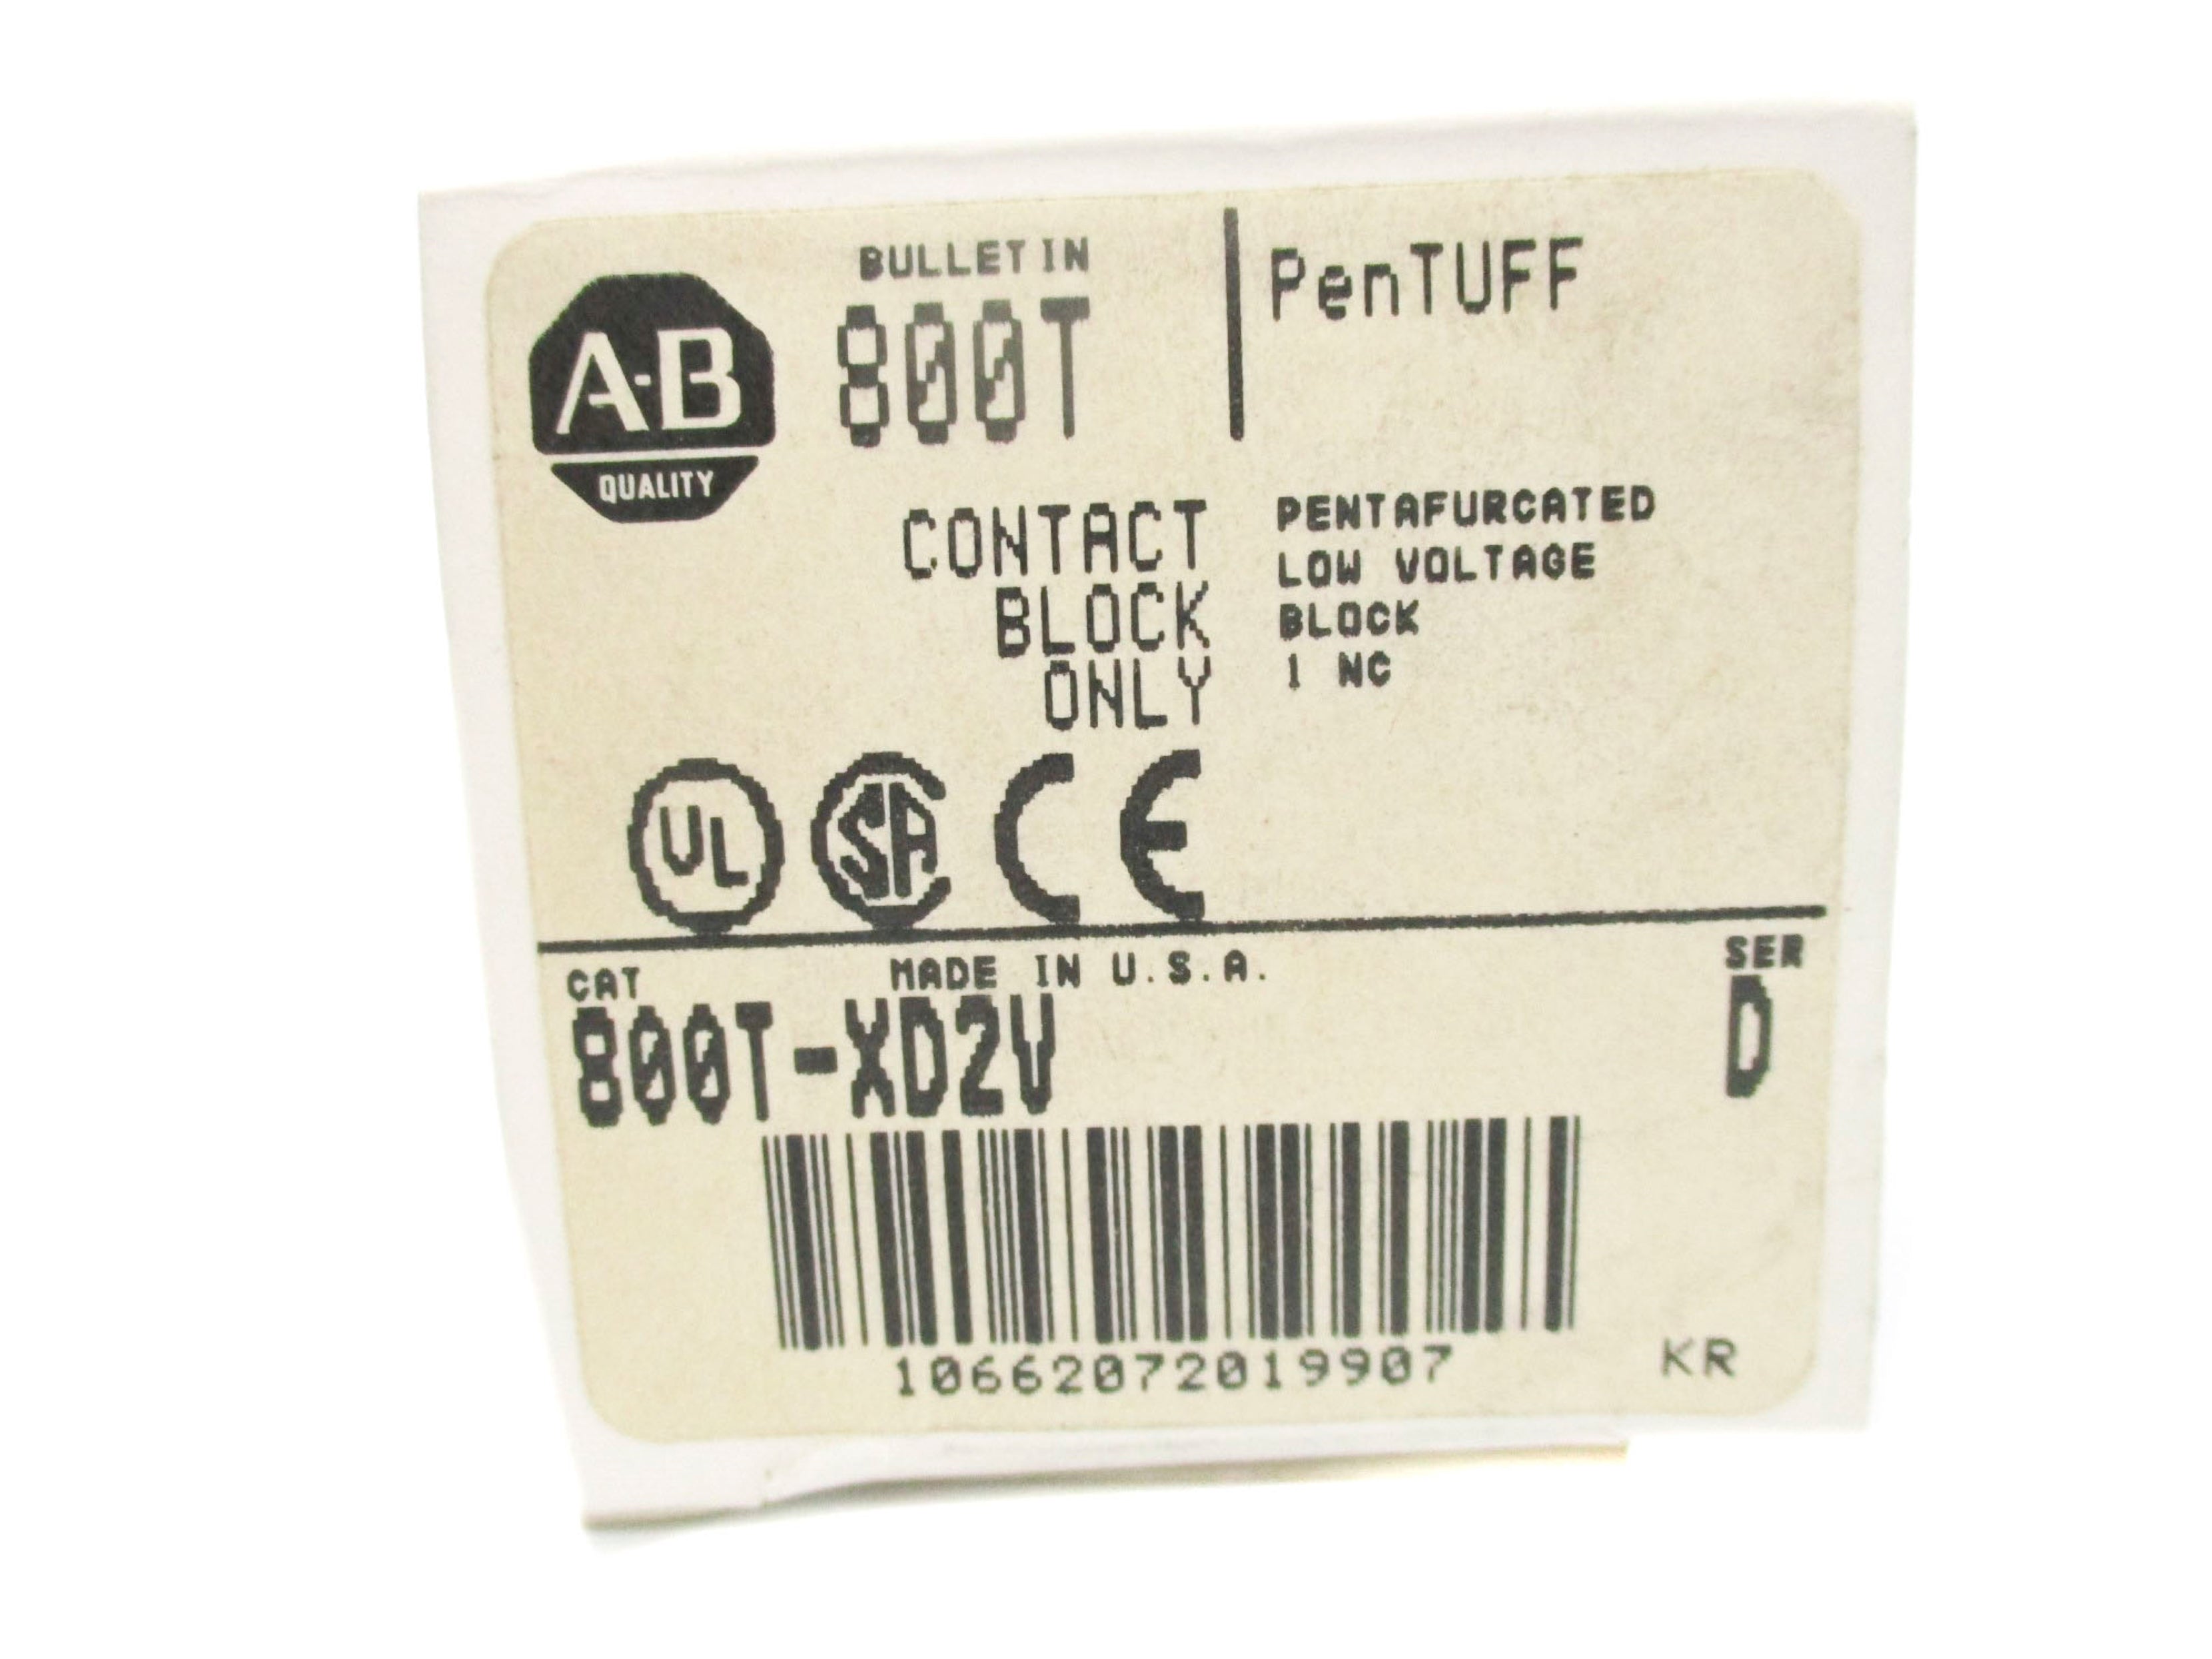 BULLETIN
800T
PenTUFF
A-B
QUALITY
CONTACT
BLOCK
ONLY
PENTAFURCATED
LOW VOLTAGE
BLOCK
1 NC
UL
SA
CE
CAT
MADE IN U.S.A.
SER
800T-XD2V
D
10662072019907
KR